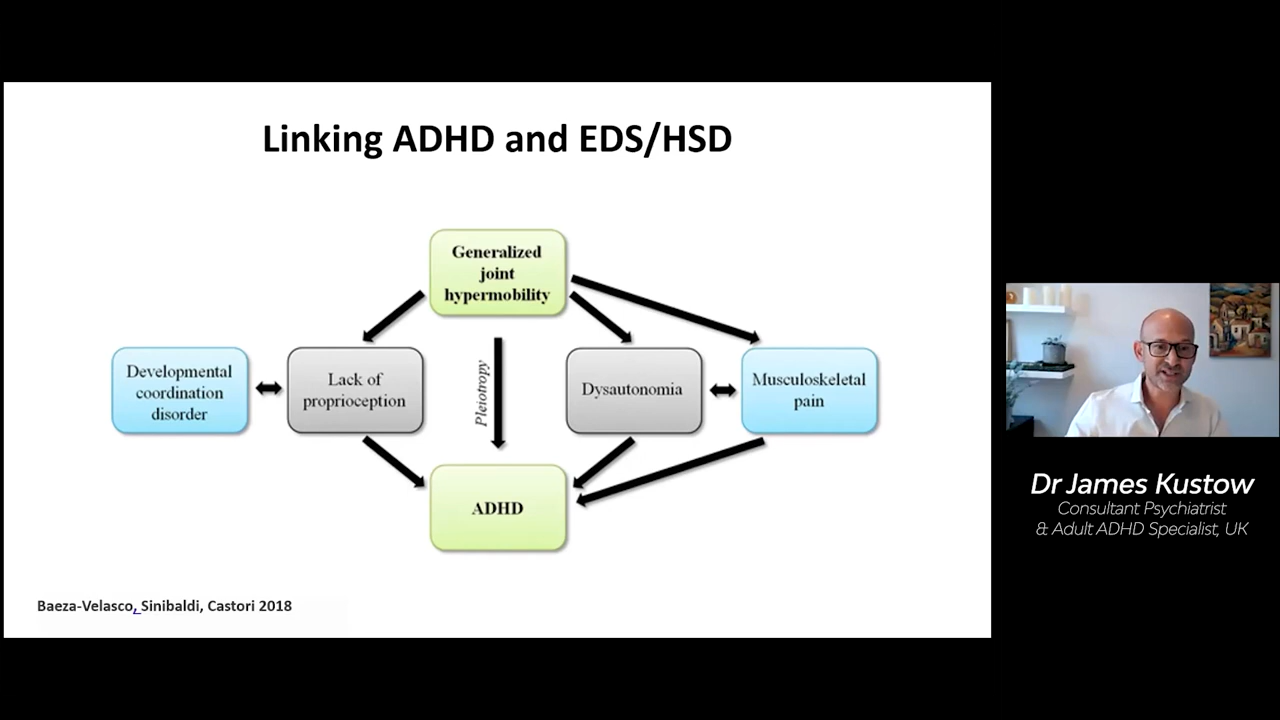 Linking ADHD and EDS/HSD
Generalized
joint
hypermobility
Developmental
coordination
disorder
Lack of
proprioception
Pleiotropy
Dysautonomia
Musculoskeletal
pain
ADHD
Baeza-Velasco, Sinibaldi, Castori 2018
Dr James Kustow
Consultant Psychiatrist
& Adult ADHD Specialist, UK